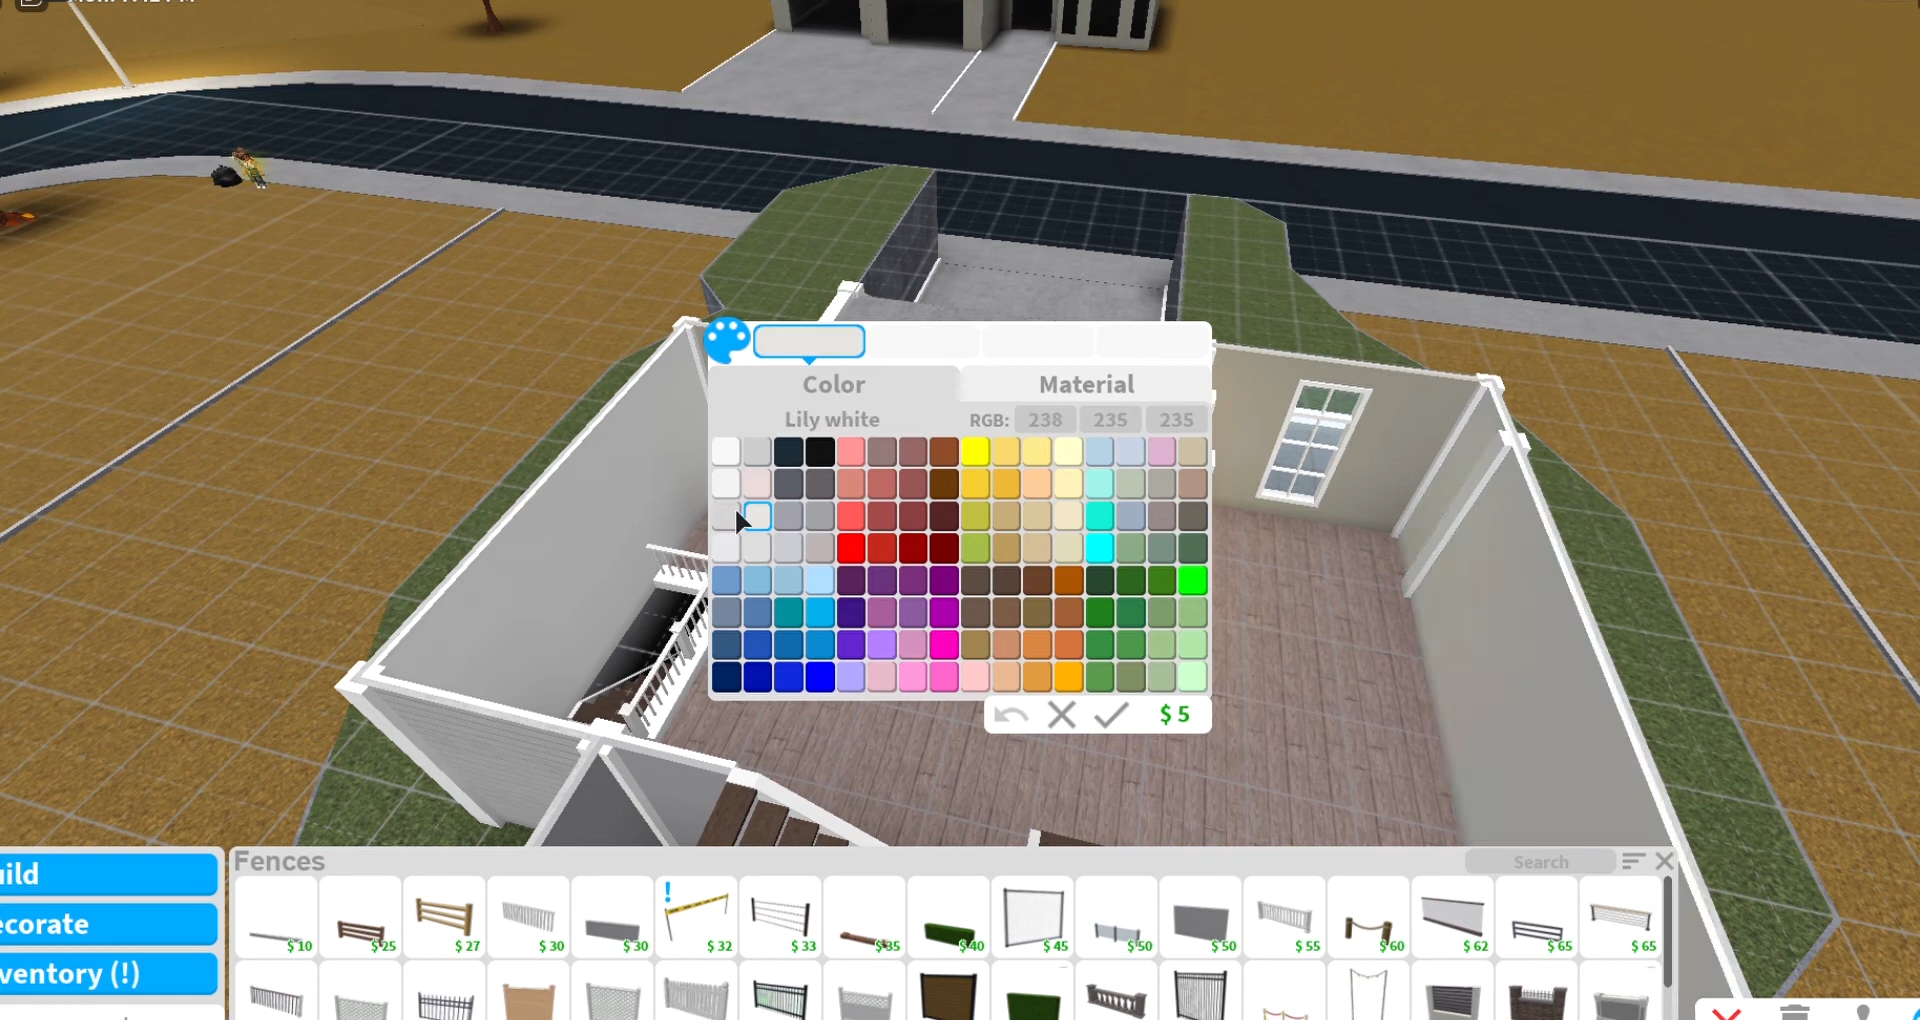 Color
Material
Lily white
RGB: 238 235 235
$ 5
Fences
Search
$ 10
$ 25
$ 27
$ 30
$ 30
$ 32
$ 33
$ 35
$ 40
$ 45
$ 50
$ 50
$ 55
$ 60
$ 62
$ 65
$ 65
!
uild
ecorate
ventory (!)